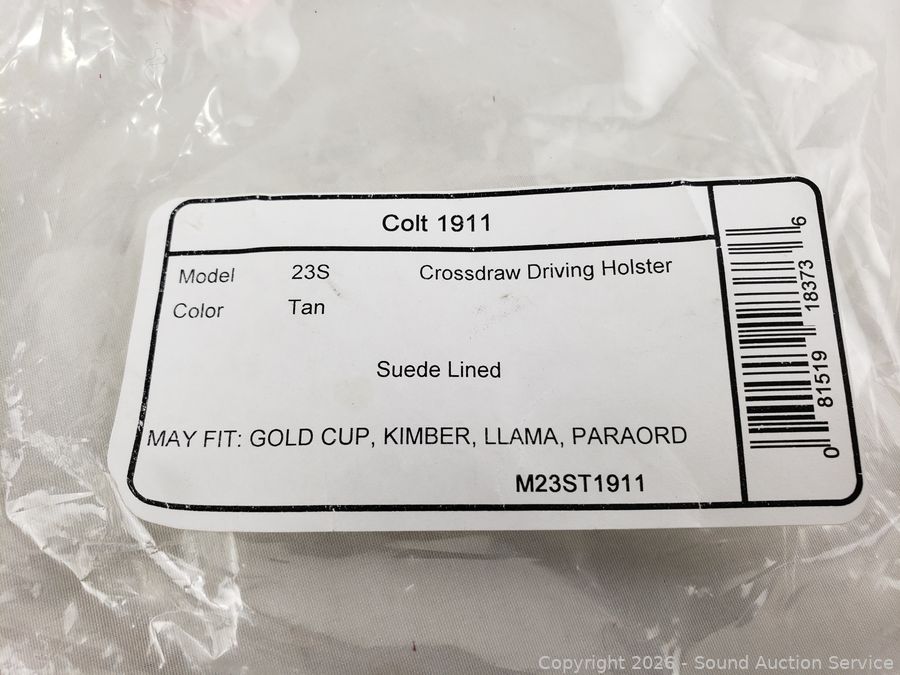 Colt 1911
Model 23S Crossdraw Driving Holster
Color Tan
Suede Lined
MAY FIT: GOLD CUP, KIMBER, LLAMA, PARAORD
M23ST1911
0 81519 18373 6
Copyright 2026 - Sound Auction Service